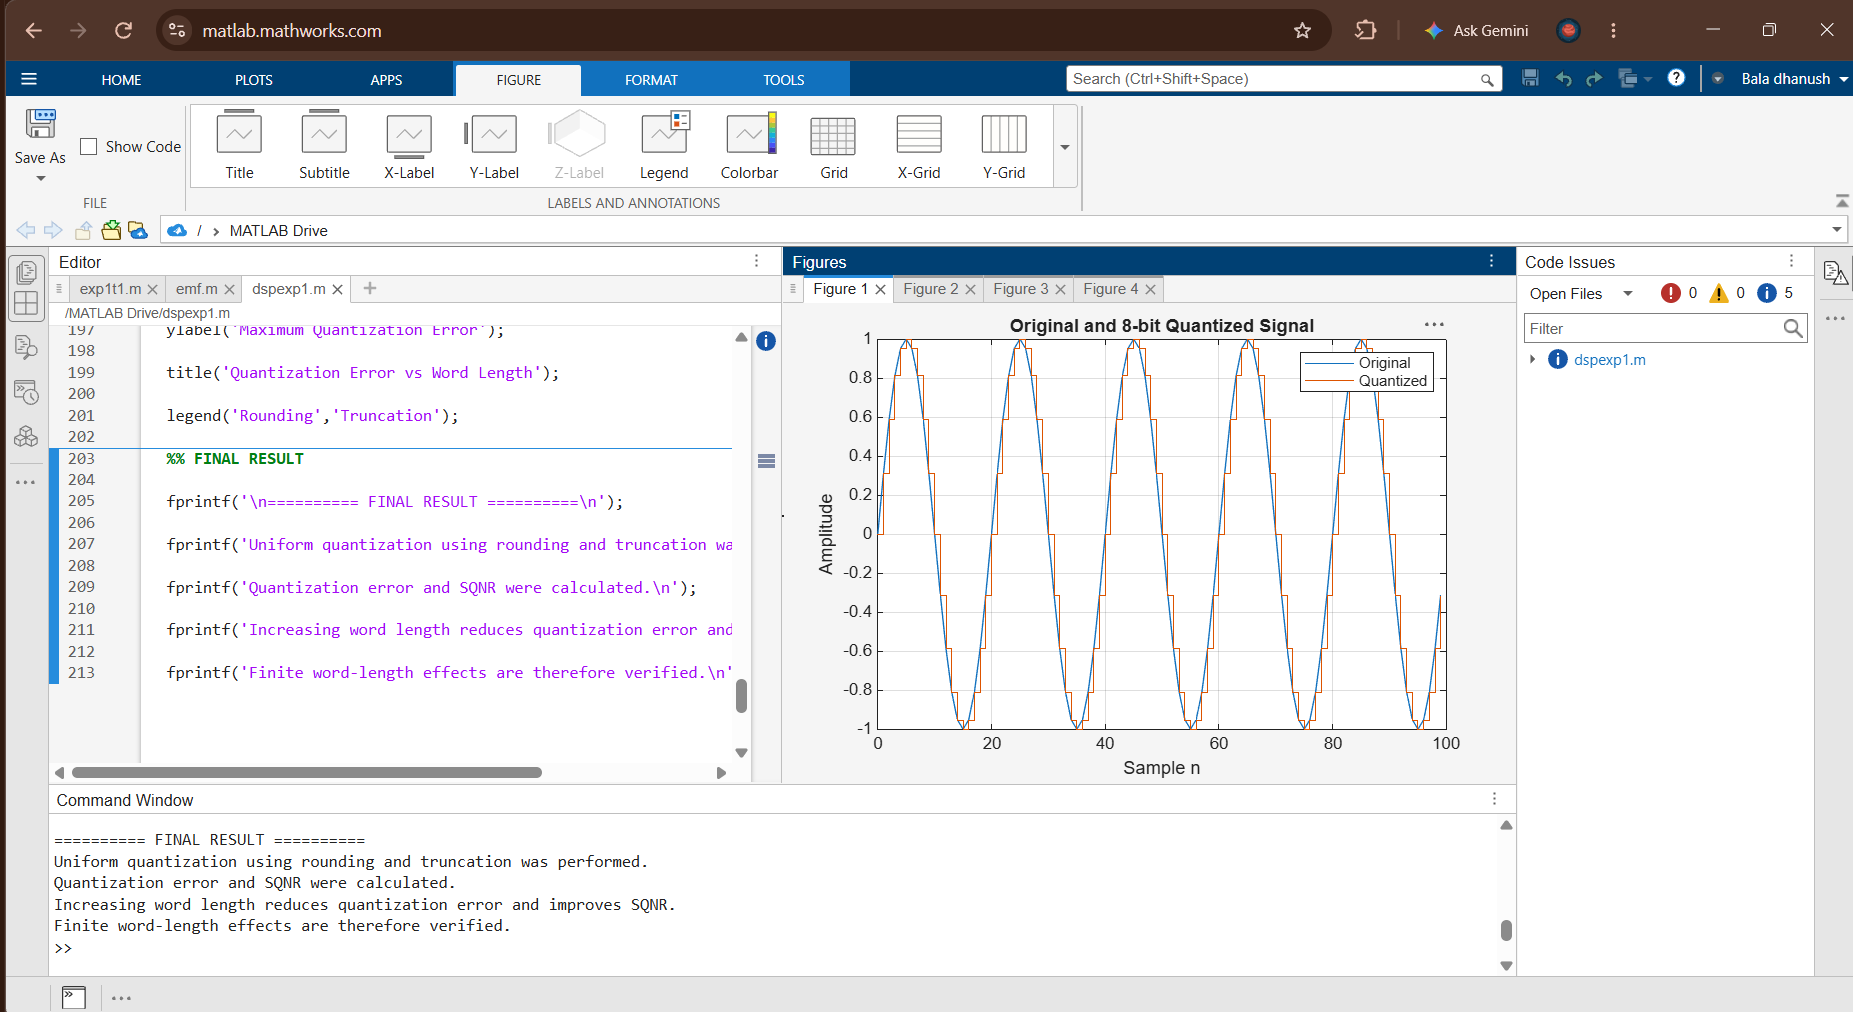 matlab.mathworks.com
Ask Gemini
HOME PLOTS APPS FIGURE FORMAT TOOLS
Search (Ctrl+Shift+Space)
Bala dhanush
Save As
Show Code
Title Subtitle X-Label Y-Label Z-Label Legend Colorbar Grid X-Grid Y-Grid
FILE LABELS AND ANNOTATIONS
/ › MATLAB Drive
Editor
exp1t1.m emf.m dspexp1.m
/MATLAB Drive/dspexp1.m
197 ylabel('Maximum Quantization Error');
198
199 title('Quantization Error vs Word Length');
200
201 legend('Rounding','Truncation');
202
203 %% FINAL RESULT
204
205 fprintf('\n========== FINAL RESULT ==========\n');
206
207 fprintf('Uniform quantization using rounding and truncation wa
208
209 fprintf('Quantization error and SQNR were calculated.\n');
210
211 fprintf('Increasing word length reduces quantization error and
212
213 fprintf('Finite word-length effects are therefore verified.\n'
Figures
Figure 1 Figure 2 Figure 3 Figure 4
Original and 8-bit Quantized Signal
Original
Quantized
Amplitude
1
0.8
0.6
0.4
0.2
0
-0.2
-0.4
-0.6
-0.8
-1
0 20 40 60 80 100
Sample n
Code Issues
Open Files 0 0 5
Filter
dspexp1.m
Command Window
========== FINAL RESULT ==========
Uniform quantization using rounding and truncation was performed.
Quantization error and SQNR were calculated.
Increasing word length reduces quantization error and improves SQNR.
Finite word-length effects are therefore verified.
>>